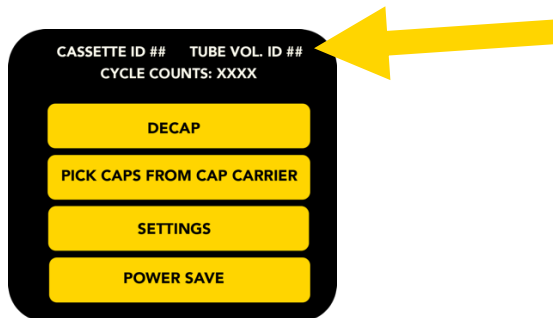 CASSETTE ID ## TUBE VOL. ID ##
CYCLE COUNTS: XXXX
DECAP
PICK CAPS FROM CAP CARRIER
SETTINGS
POWER SAVE